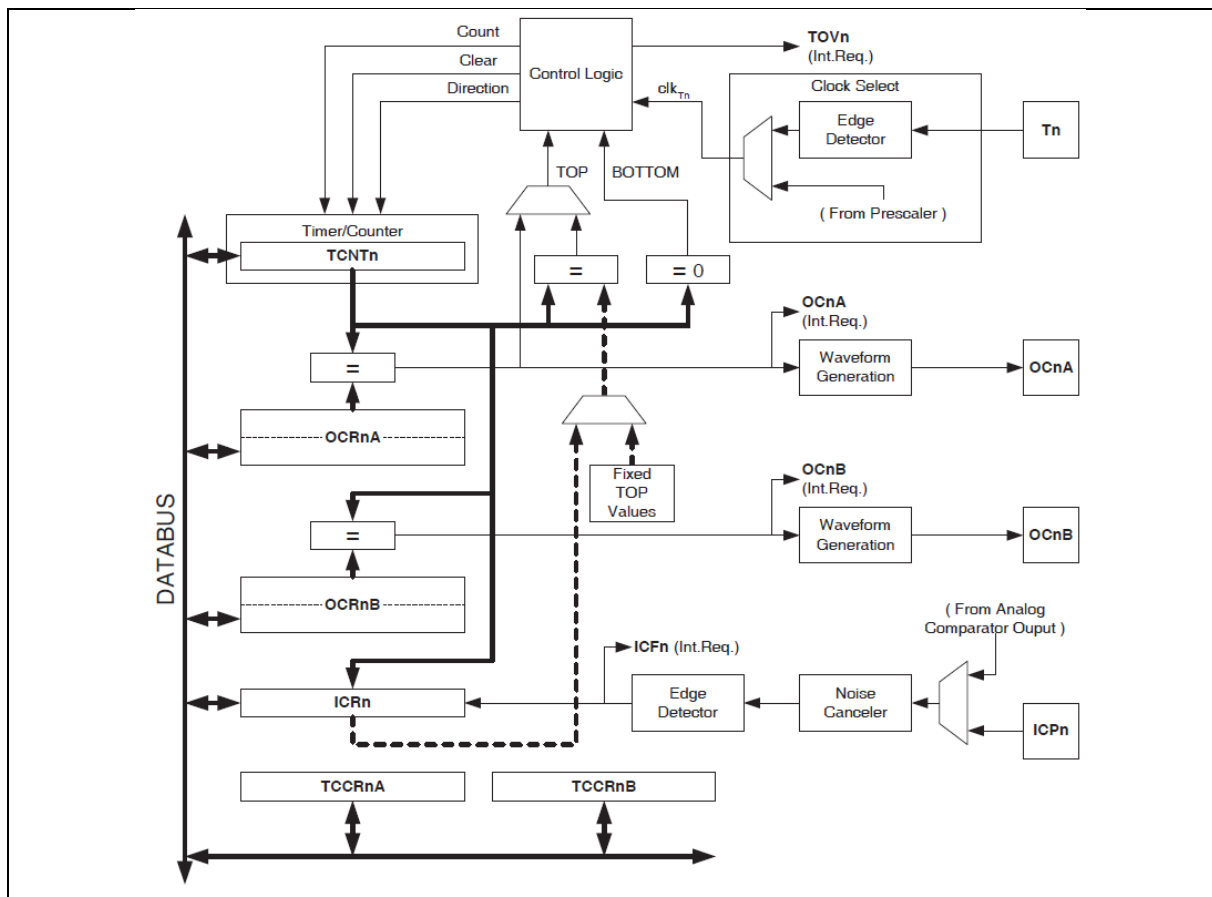 Count
Clear
Direction
Control Logic
TOVn
(Int.Req.)
clkTn
Clock Select
Edge
Detector
Tn
( From Prescaler )
TOP
BOTTOM
Timer/Counter
TCNTn
=
= 0
OCnA
(Int.Req.)
=
Waveform
Generation
OCnA
OCRnA
Fixed
TOP
Values
OCnB
(Int.Req.)
=
Waveform
Generation
OCnB
OCRnB
DATABUS
( From Analog
Comparator Ouput )
ICFn (Int.Req.)
ICRn
Edge
Detector
Noise
Canceler
ICPn
TCCRnA
TCCRnB